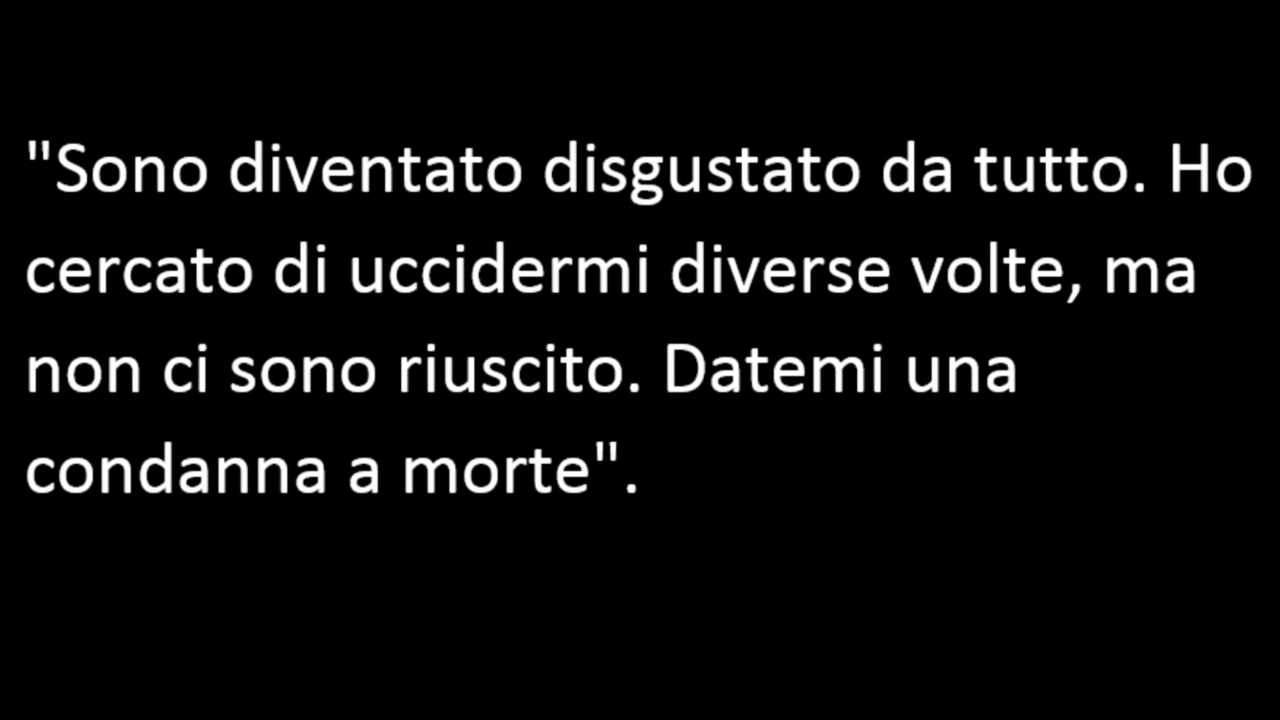 "Sono diventato disgustato da tutto. Ho
cercato di uccidermi diverse volte, ma
non ci sono riuscito. Datemi una
condanna a morte".